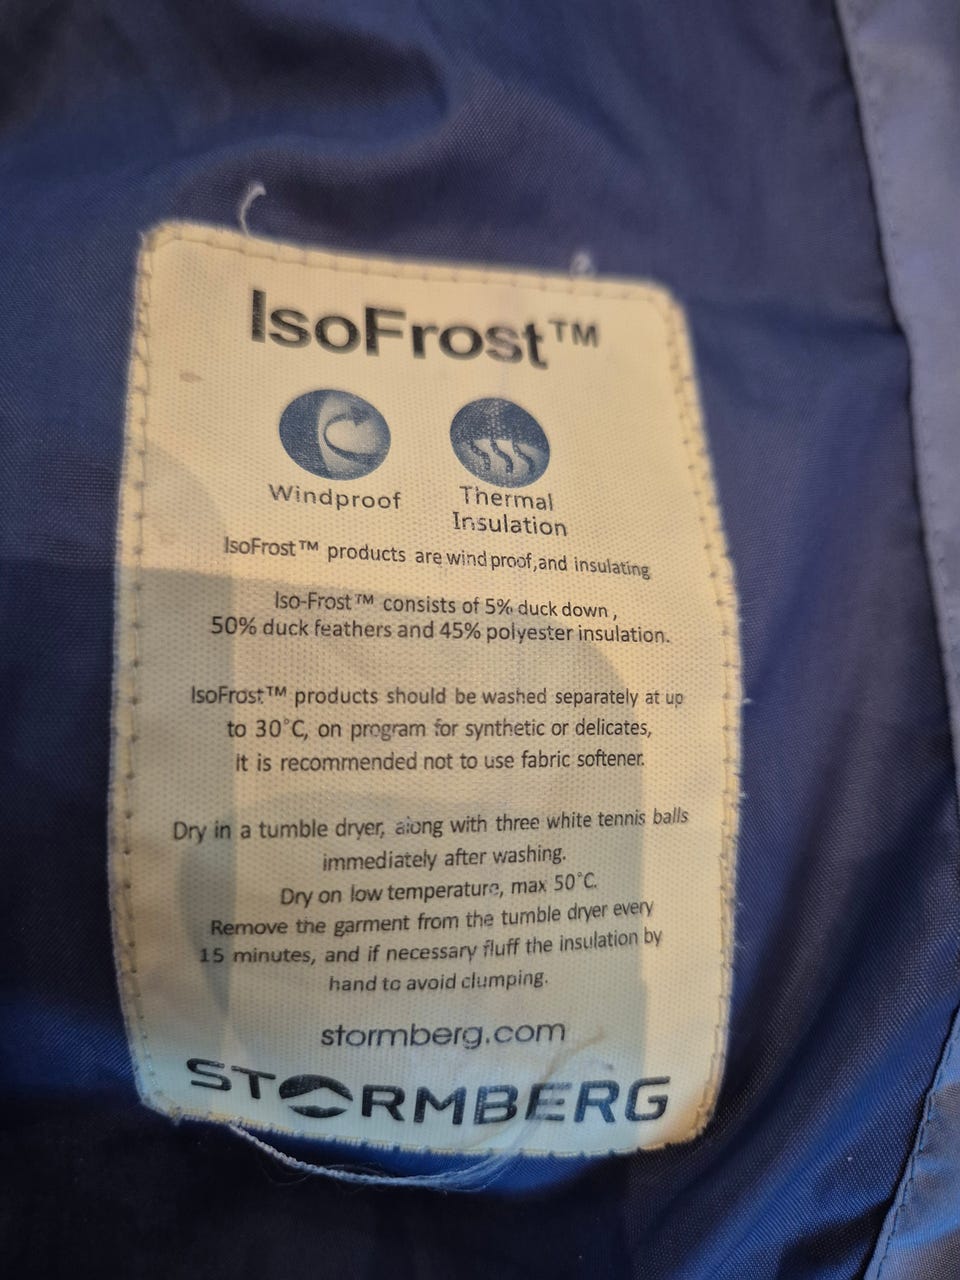 IsoFrost™
Windproof
Thermal
Insulation
IsoFrost™ products are wind proof,and insulating
Iso-Frost™ consists of 5% duck down ,
50% duck feathers and 45% polyester insulation.
IsoFrost™ products should be washed separately at up
to 30°C, on program for synthetic or delicates,
it is recommended not to use fabric softener.
Dry in a tumble dryer, along with three white tennis balls
immediately after washing.
Dry on low temperature, max 50°C.
Remove the garment from the tumble dryer every
15 minutes, and if necessary fluff the insulation by
hand to avoid clumping.
stormberg.com
STORMBERG